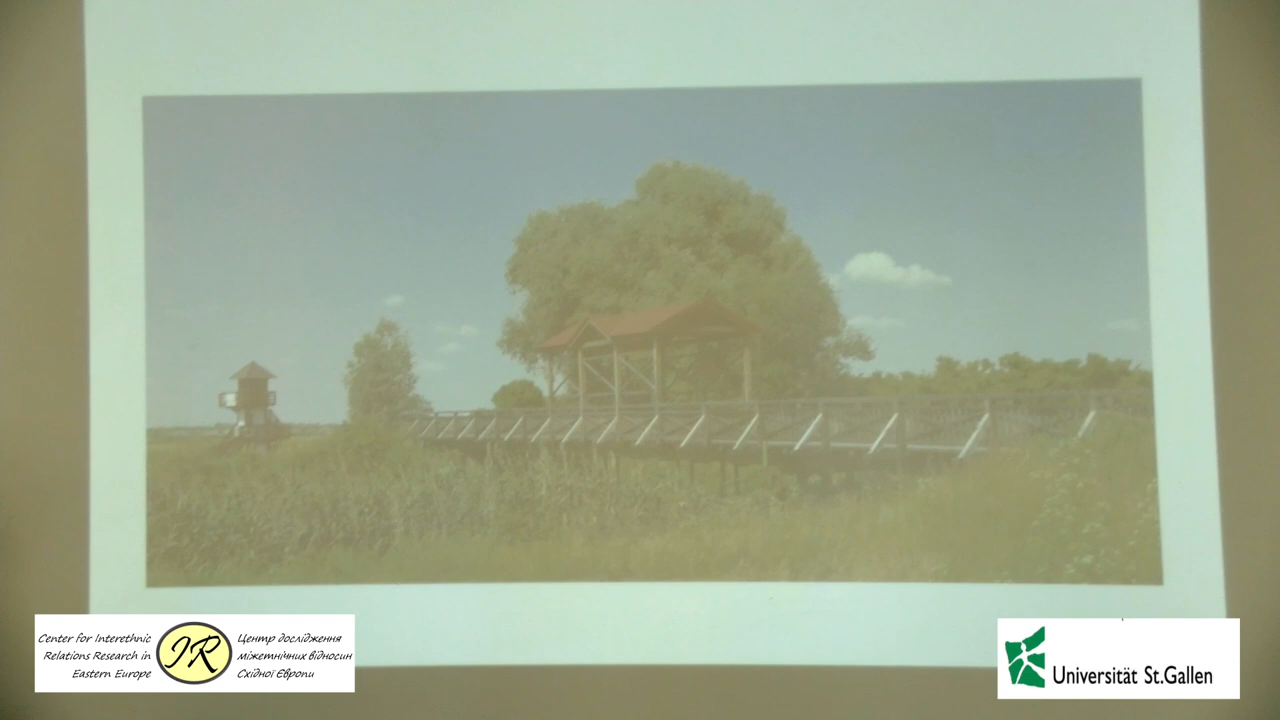 Center for Interethnic
Relations Research in
Eastern Europe
IR
Центр дослідження
міжетнічних відносин
Східної Європи
Universität St.Gallen